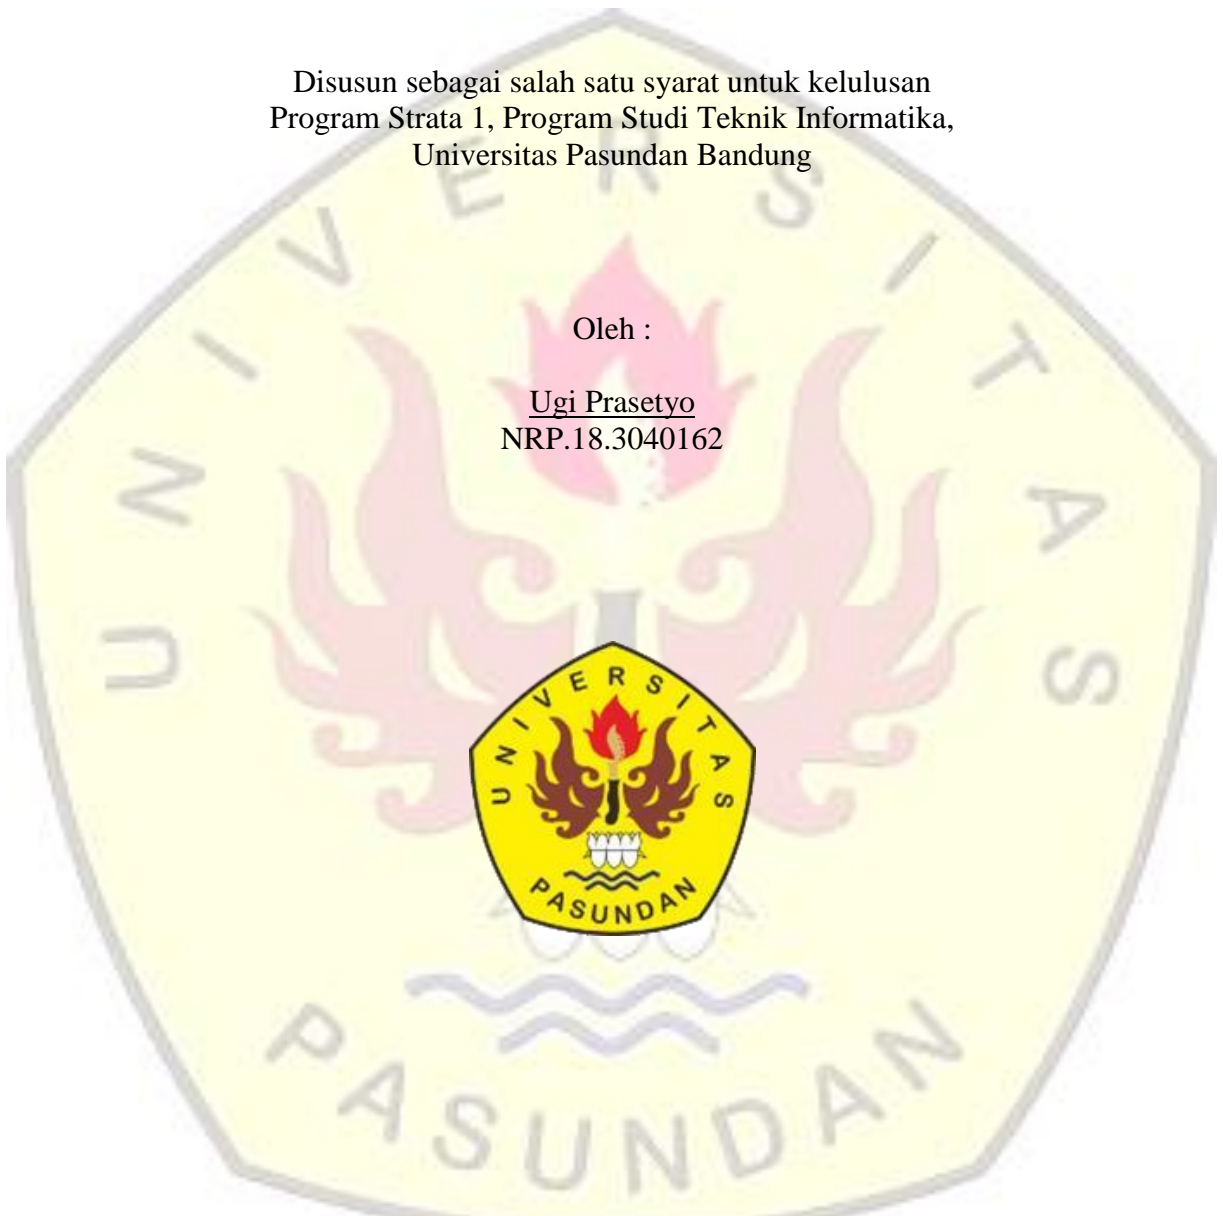 Disusun sebagai salah satu syarat untuk kelulusan
Program Strata 1, Program Studi Teknik Informatika,
Universitas Pasundan Bandung
Oleh :
Ugi Prasetyo
NRP.18.3040162
UNIVERSITAS
PASUNDAN
UNIVERSITAS
PASUNDAN